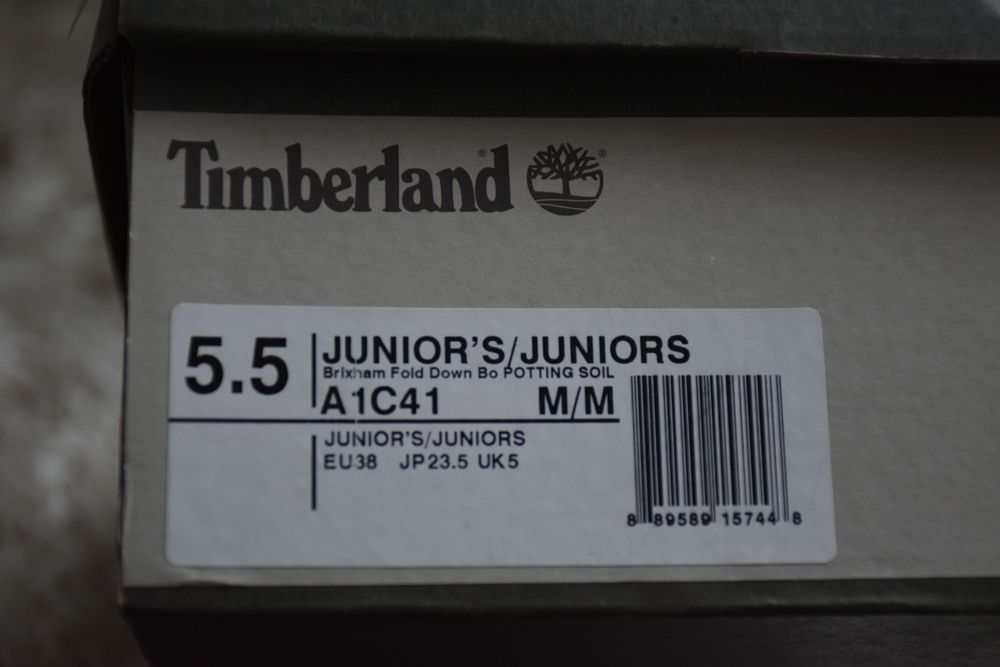 Timberland
5.5
JUNIOR'S/JUNIORS
Brixham Fold Down Bo POTTING SOIL
A1C41 M/M
JUNIOR'S/JUNIORS
EU38 JP23.5 UK5
8 89589 15744 8